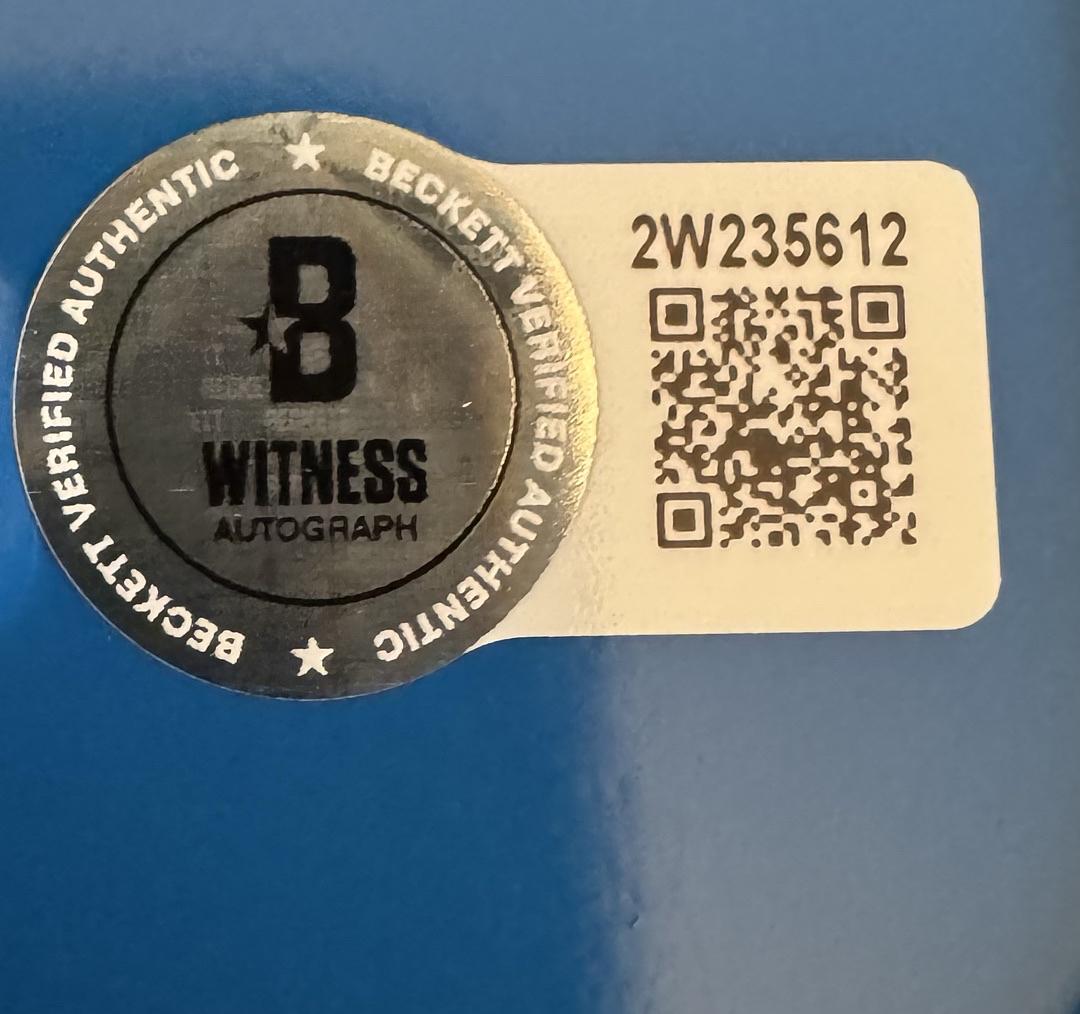 BECKETT VERIFIED AUTHENTIC ★ BECKETT VERIFIED AUTHENTIC ★
B
WITNESS
AUTOGRAPH
2W235612